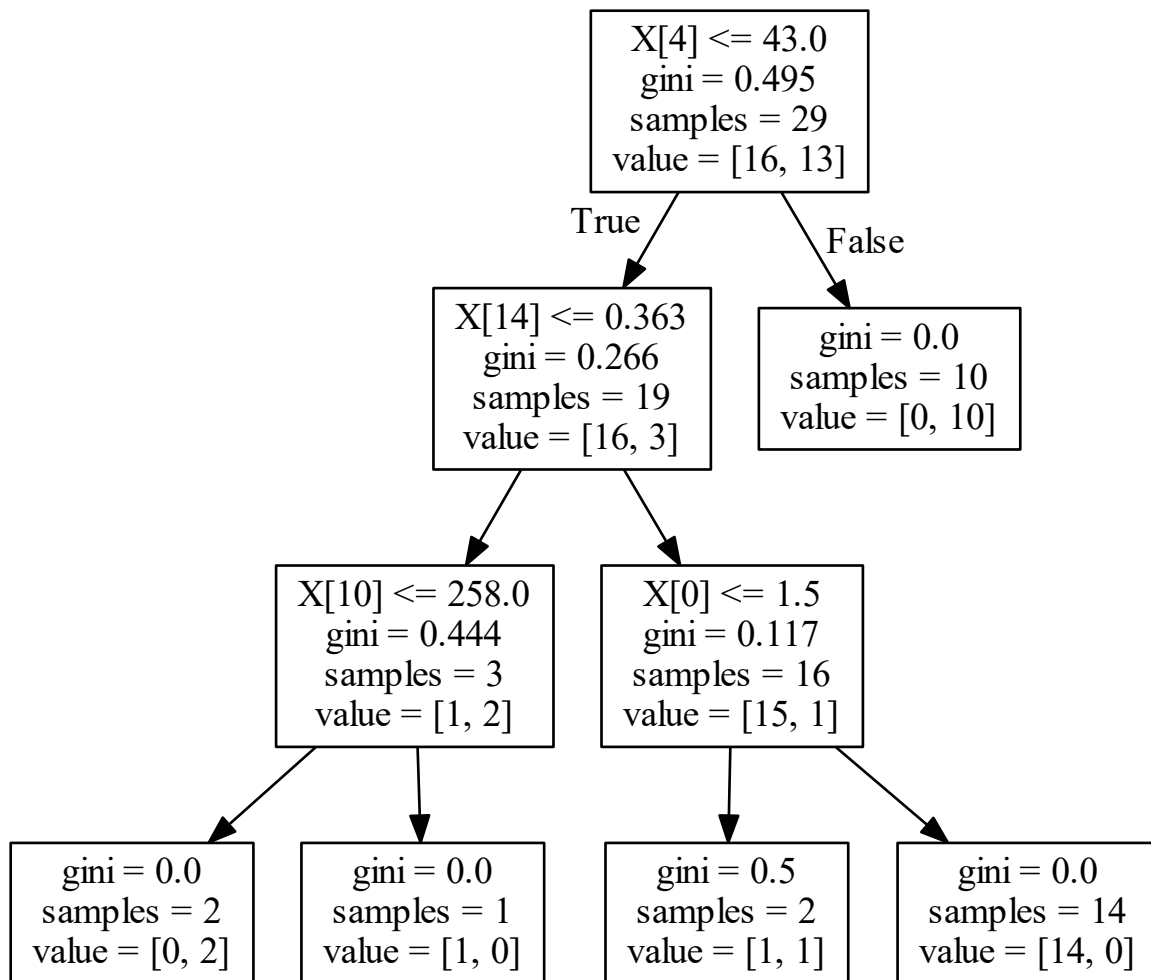 X[4] <= 43.0
gini = 0.495
samples = 29
value = [16, 13]
True
False
X[14] <= 0.363
gini = 0.266
samples = 19
value = [16, 3]
gini = 0.0
samples = 10
value = [0, 10]
X[10] <= 258.0
gini = 0.444
samples = 3
value = [1, 2]
X[0] <= 1.5
gini = 0.117
samples = 16
value = [15, 1]
gini = 0.0
samples = 2
value = [0, 2]
gini = 0.0
samples = 1
value = [1, 0]
gini = 0.5
samples = 2
value = [1, 1]
gini = 0.0
samples = 14
value = [14, 0]